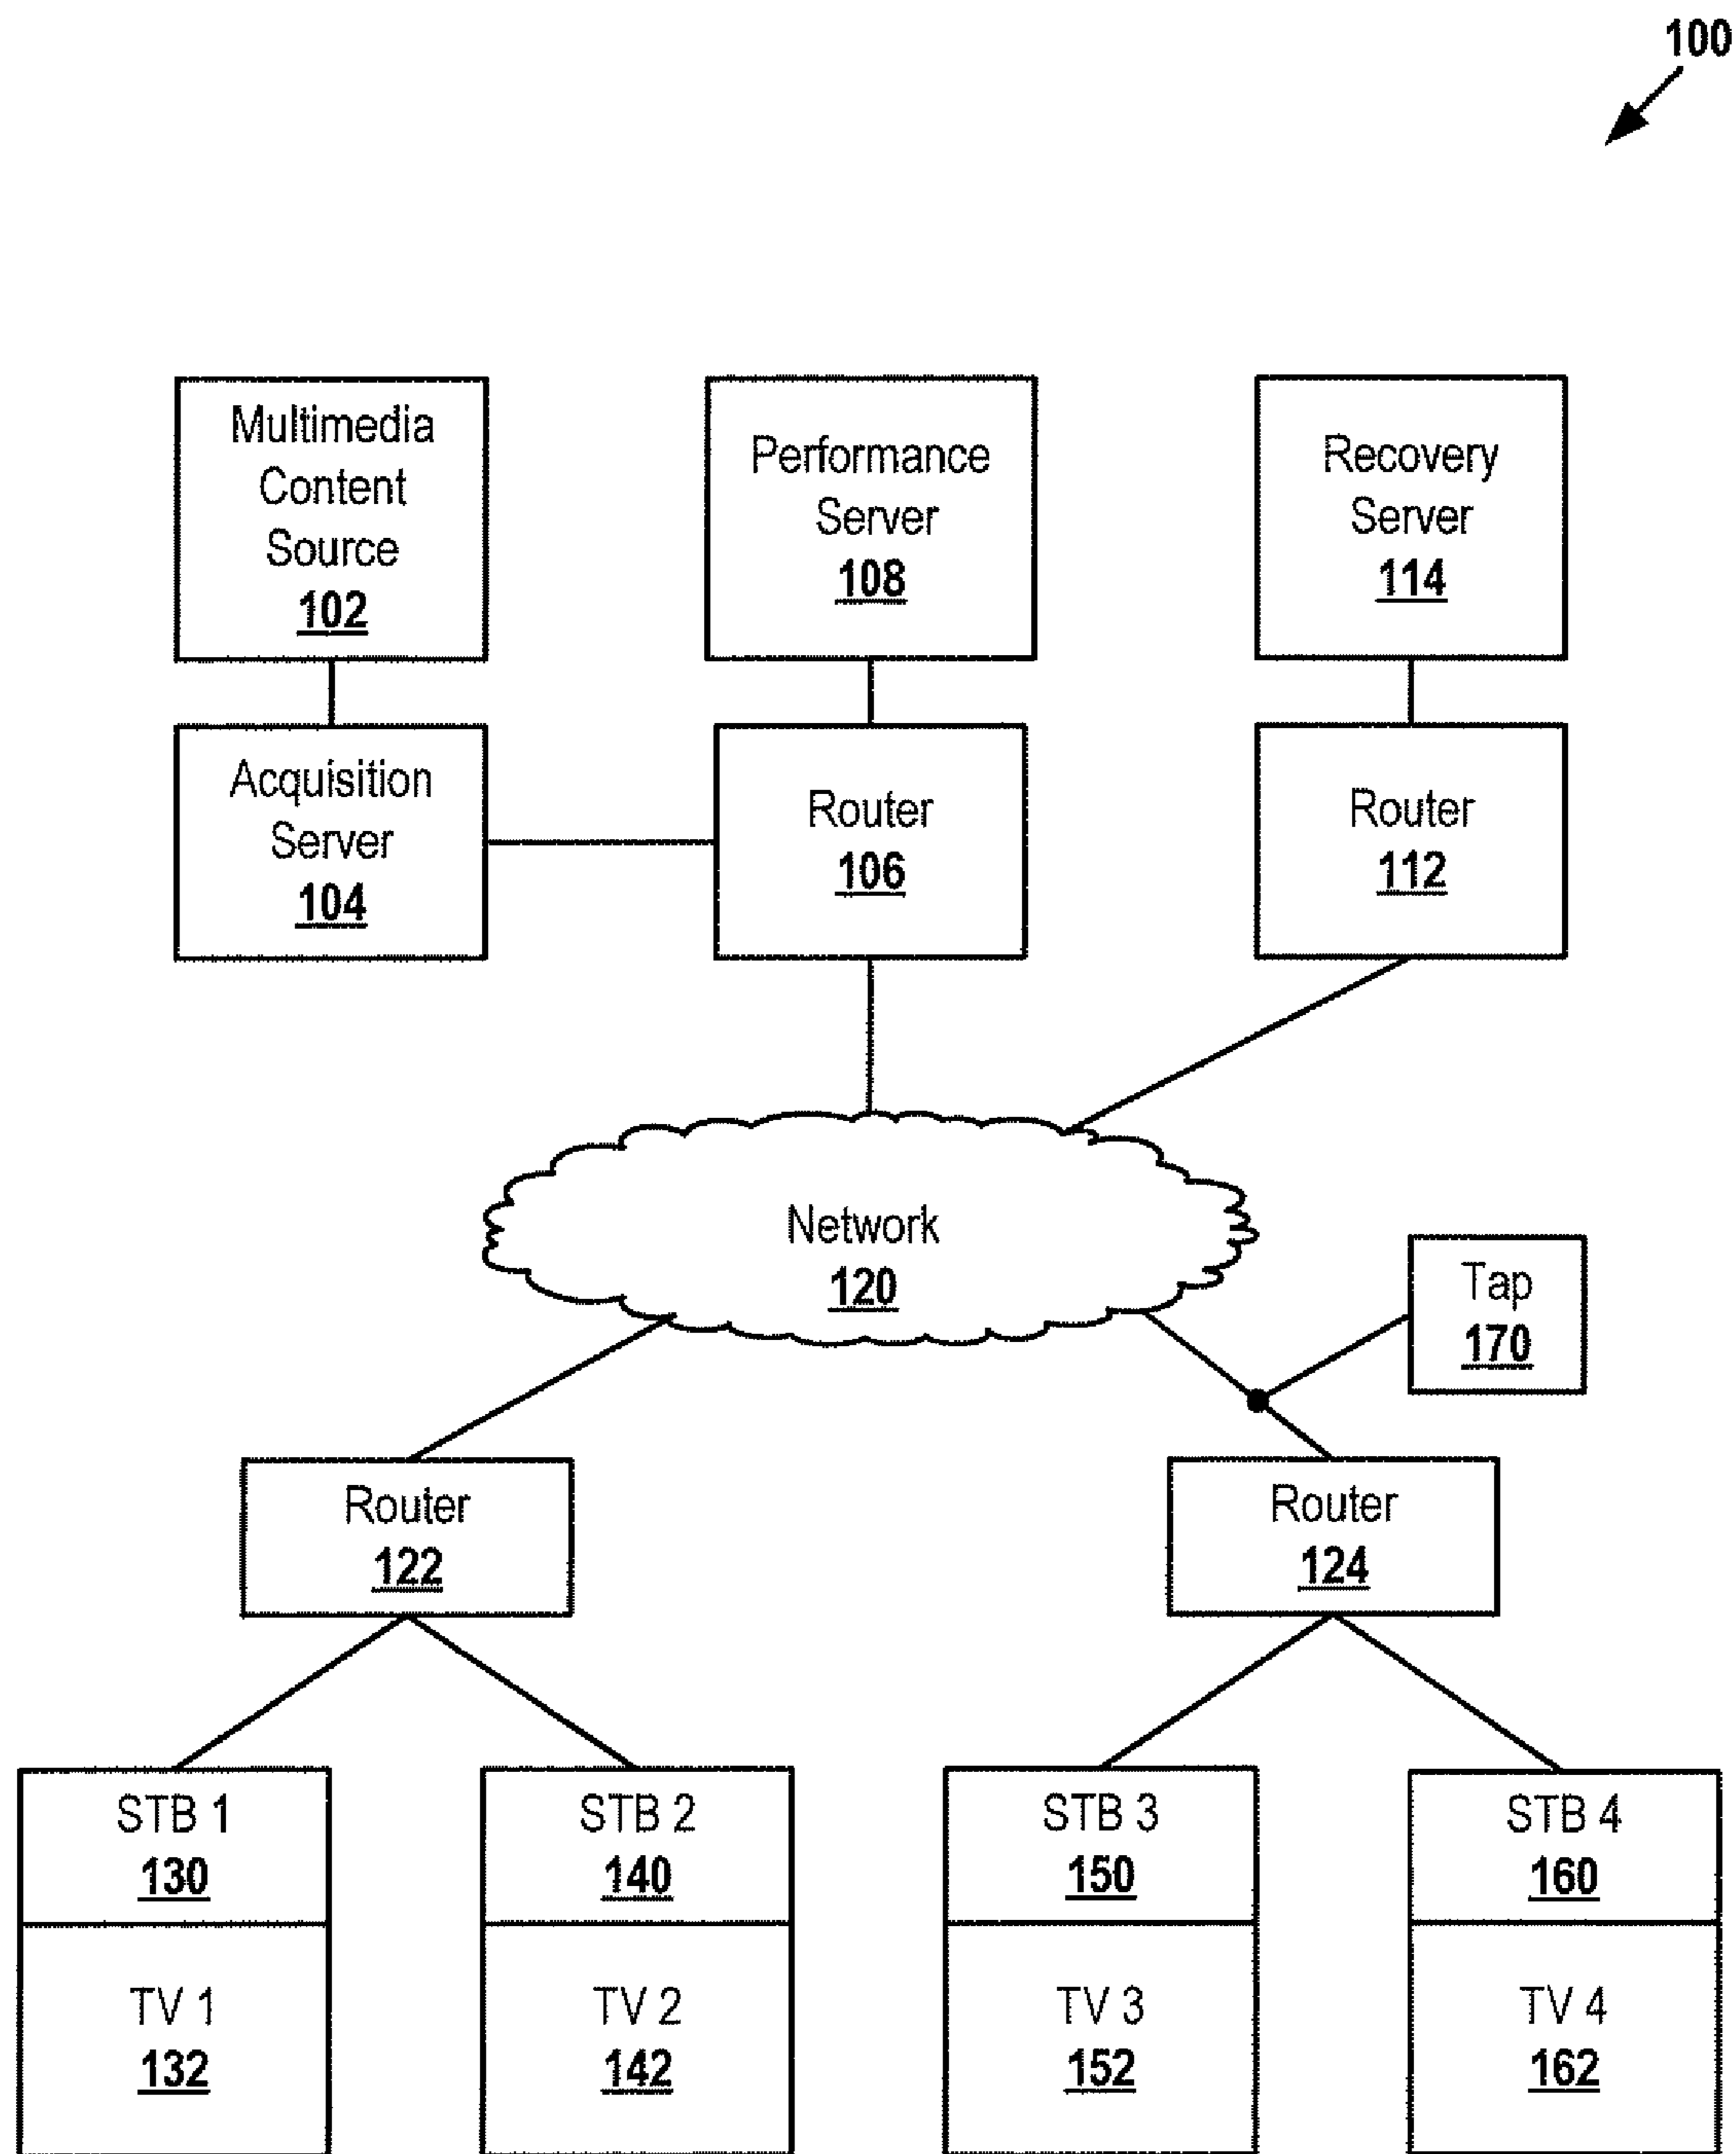 100
Multimedia
Content
Source
102
Performance
Server
108
Recovery
Server
114
Acquisition
Server
104
Router
106
Router
112
Network
120
Tap
170
Router
122
Router
124
STB 1
130
STB 2
140
STB 3
150
STB 4
160
TV 1
132
TV 2
142
TV 3
152
TV 4
162